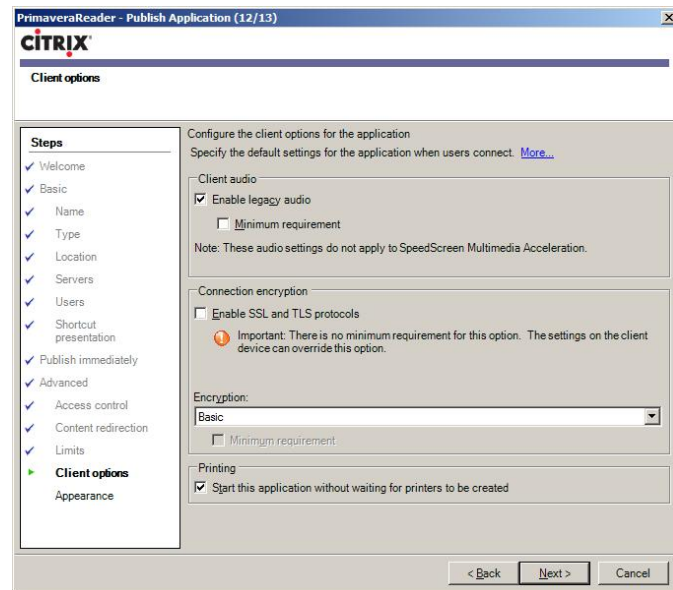 PrimaveraReader - Publish Application (12/13)
CİTRIX
Client options
Steps
Welcome
Basic
Name
Type
Location
Servers
Users
Shortcut
presentation
Publish immediately
Advanced
Access control
Content redirection
Limits
Client options
Appearance
Configure the client options for the application
Specify the default settings for the application when users connect. More...
Client audio
Enable legacy audio
Minimum requirement
Note: These audio settings do not apply to SpeedScreen Multimedia Acceleration.
Connection encryption
Enable SSL and TLS protocols
Important: There is no minimum requirement for this option. The settings on the client
device can override this option.
Encryption:
Basic
Minimum requirement
Printing
Start this application without waiting for printers to be created
< Back
Next >
Cancel